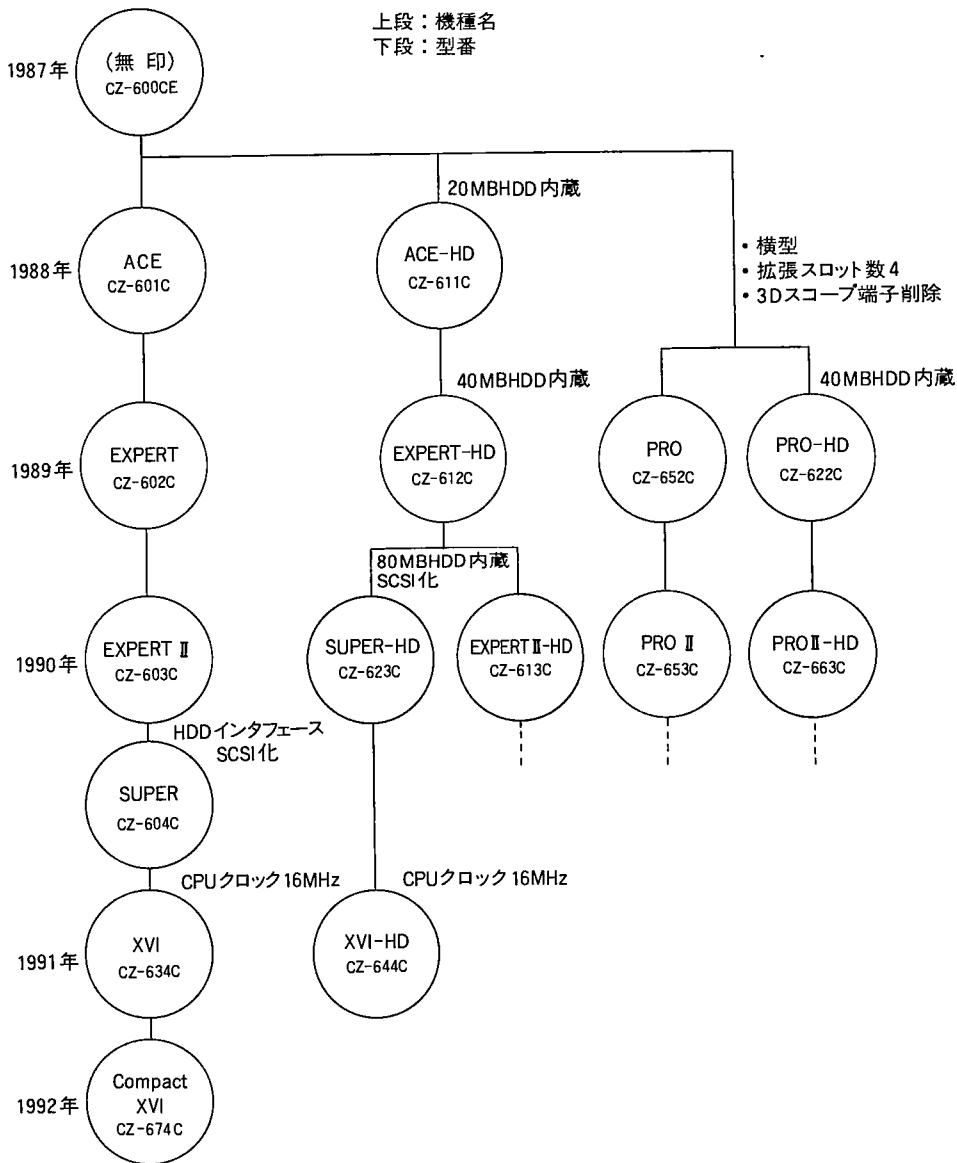 上段：機種名
下段：型番
1987年
(無 印)
CZ-600CE
20MBHDD内蔵
・横型
・拡張スロット数4
・3Dスコープ端子削除
1988年
ACE
CZ-601C
ACE-HD
CZ-611C
40MBHDD内蔵
40MBHDD内蔵
1989年
EXPERT
CZ-602C
EXPERT-HD
CZ-612C
PRO
CZ-652C
PRO-HD
CZ-622C
80MBHDD内蔵
SCSI化
1990年
EXPERT Ⅱ
CZ-603C
SUPER-HD
CZ-623C
EXPERTⅡ-HD
CZ-613C
PRO Ⅱ
CZ-653C
PROⅡ-HD
CZ-663C
HDDインタフェース
SCSI化
SUPER
CZ-604C
CPUクロック16MHz
CPUクロック16MHz
1991年
XVI
CZ-634C
XVI-HD
CZ-644C
1992年
Compact
XVI
CZ-674C